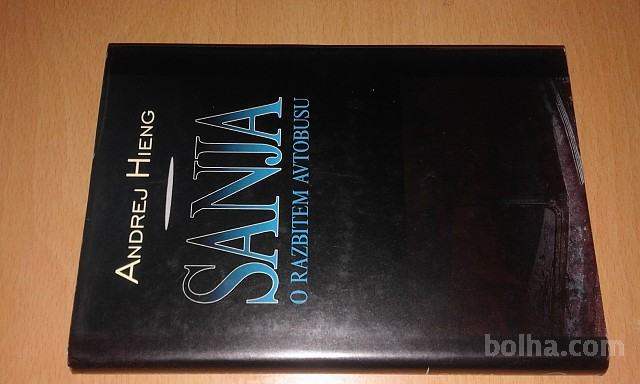 ANDREJ HIENG
SANJA
O RAZBITEM AVTOBUSU
bolha.com